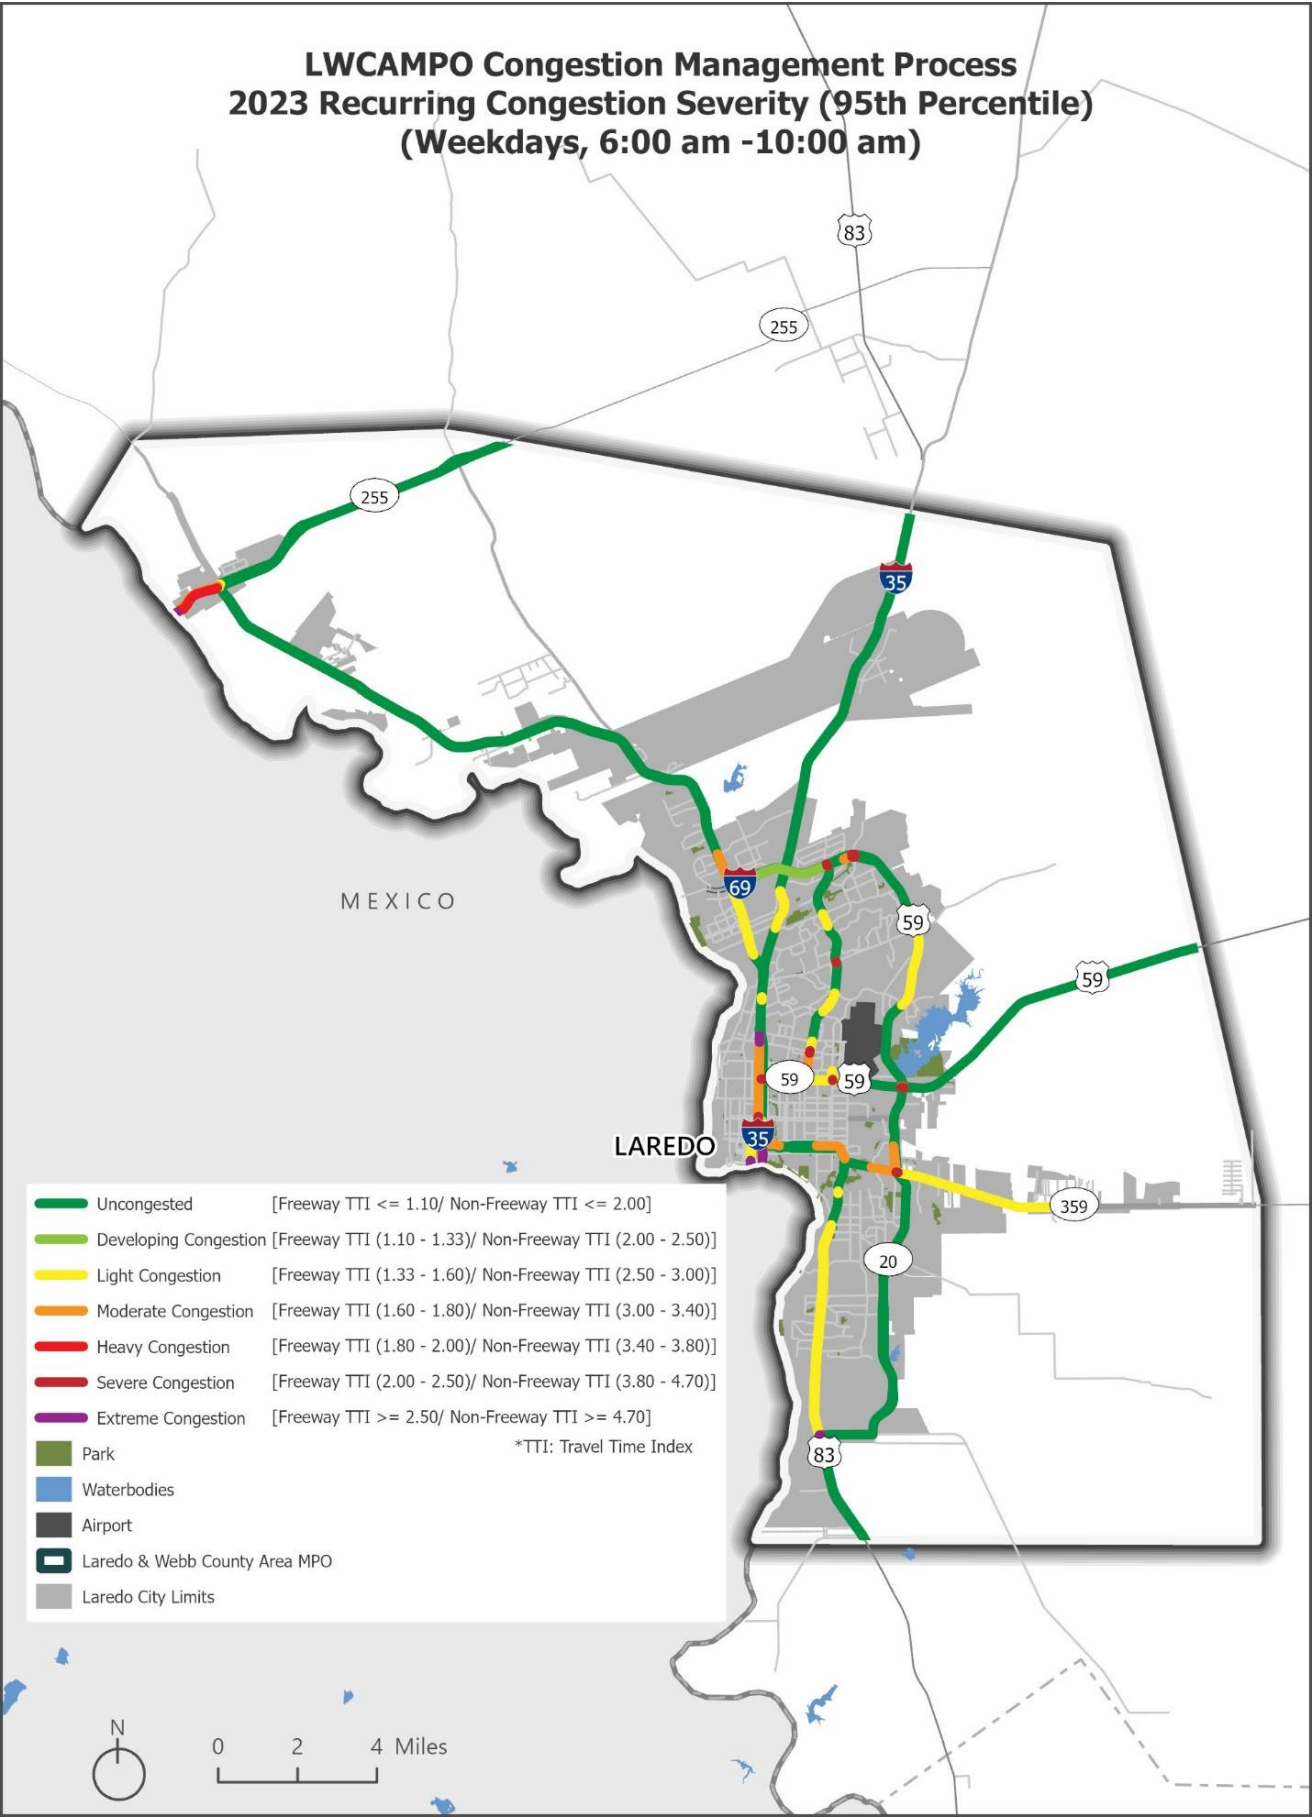 LWCAMPO Congestion Management Process
2023 Recurring Congestion Severity (95th Percentile)
(Weekdays, 6:00 am -10:00 am)
83
255
255
35
69
59
59
MEXICO
59
59
35
LAREDO
359
20
83
Uncongested [Freeway TTI <= 1.10/ Non-Freeway TTI <= 2.00]
Developing Congestion [Freeway TTI (1.10 - 1.33)/ Non-Freeway TTI (2.00 - 2.50)]
Light Congestion [Freeway TTI (1.33 - 1.60)/ Non-Freeway TTI (2.50 - 3.00)]
Moderate Congestion [Freeway TTI (1.60 - 1.80)/ Non-Freeway TTI (3.00 - 3.40)]
Heavy Congestion [Freeway TTI (1.80 - 2.00)/ Non-Freeway TTI (3.40 - 3.80)]
Severe Congestion [Freeway TTI (2.00 - 2.50)/ Non-Freeway TTI (3.80 - 4.70)]
Extreme Congestion [Freeway TTI >= 2.50/ Non-Freeway TTI >= 4.70]
*TTI: Travel Time Index
Park
Waterbodies
Airport
Laredo & Webb County Area MPO
Laredo City Limits
N
0 2 4 Miles